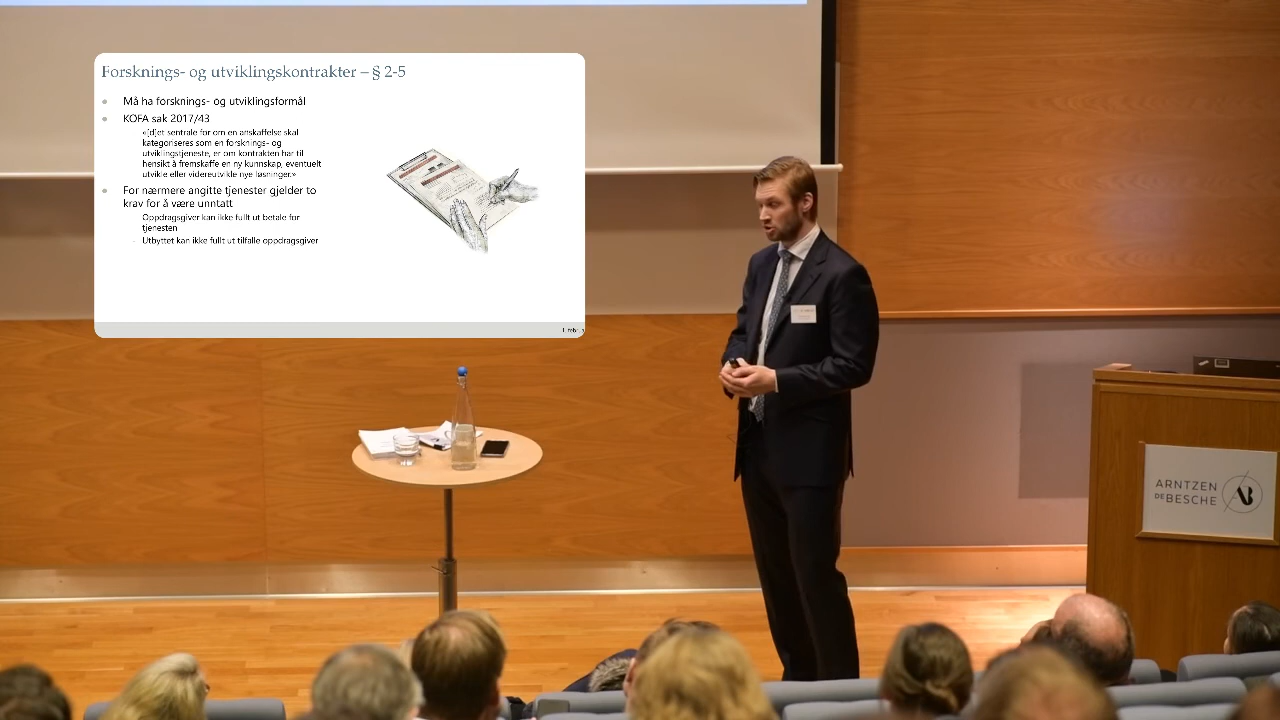 Forsknings- og utviklingskontrakter – § 2-5
Må ha forsknings- og utviklingsformål
KOFA sak 2017/43
«[d]et sentrale for om en anskaffelse skal
kategoriseres som en forsknings- og
utviklingstjeneste, er om kontrakten har til
hensikt å fremskaffe en ny kunnskap, eventuelt
utvikle eller videreutvikle nye løsninger.»
For nærmere angitte tjenester gjelder to
krav for å være unntatt
Oppdragsgiver kan ikke fullt ut betale for
tjenesten
- Utbyttet kan ikke fullt ut tilfalle oppdragsgiver
ARNTZEN
DEBESCHE